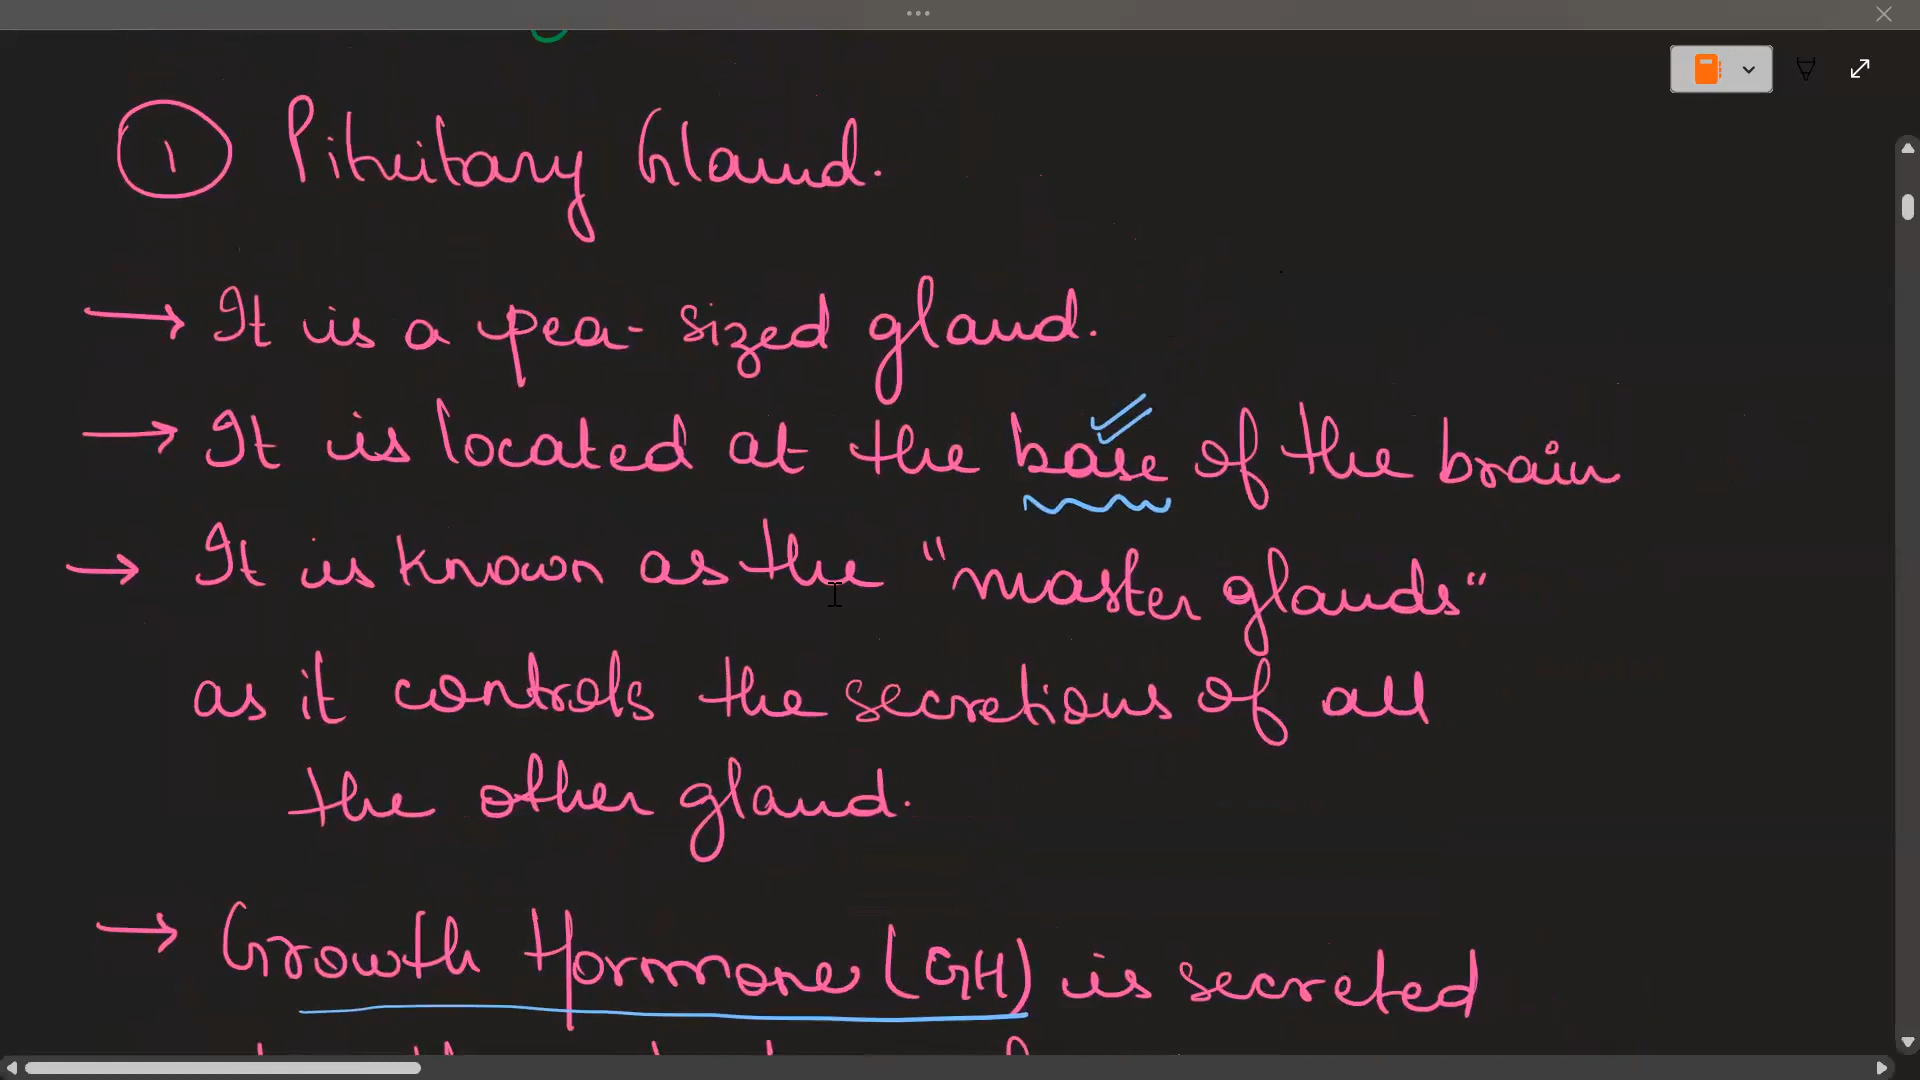 1 Pituitary Gland.
→ It is a pea-sized gland.
→ It is located at the base of the brain
→ It is known as the "master glands"
as it controls the secretions of all
the other gland.
→ Growth Hormone (GH) is secreted